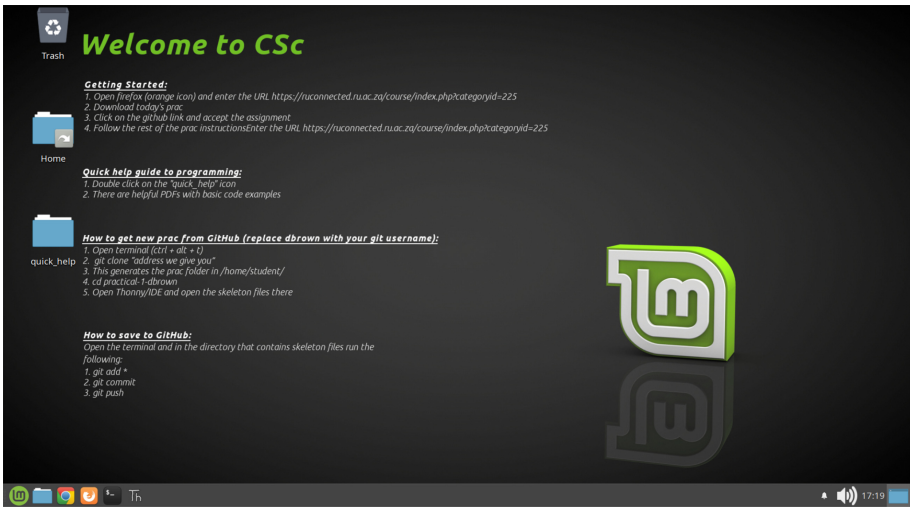 Trash
Welcome to CSc
Getting Started:
1. Open firefox (orange icon) and enter the URL https://ruconnected.ru.ac.za/course/index.php?categoryid=225
2. Download today's prac
3. Click on the github link and accept the assignment
4. Follow the rest of the prac instructionsEnter the URL https://ruconnected.ru.ac.za/course/index.php?categoryid=225
Home
Quick help guide to programming:
1. Double click on the "quick_help" icon
2. There are helpful PDFs with basic code examples
quick_help
How to get new prac from GitHub (replace dbrown with your git username):
1. Open terminal (ctrl + alt + t)
2. git clone "address we give you"
3. This generates the prac folder in /home/student/
4. cd practical-1-dbrown
5. Open Thonny/IDE and open the skeleton files there
How to save to GitHub:
Open the terminal and in the directory that contains skeleton files run the
following:
1. git add *
2. git commit
3. git push
Th
17:19